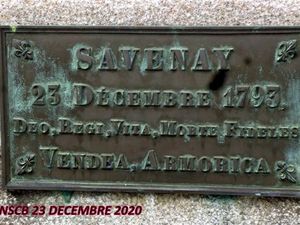 SAVENAY
23 DÉCEMBRE 1793.
DEO, REGI, VITA, MORTE FIDELES
VENDEA, ARMORICA
NSCB 23 DECEMBRE 2020